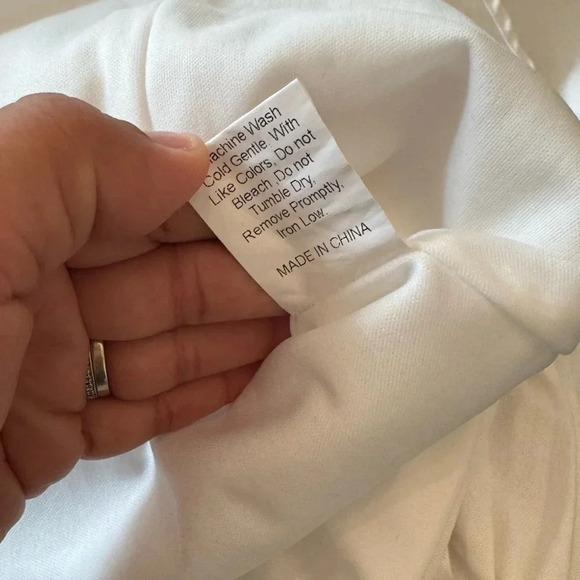 achine Wash
Cold Gentle With
Like Colors, Do not
Bleach ,Do not
Tumble Dry,
Remove Promptly,
Iron Low.
MADE IN CHINA